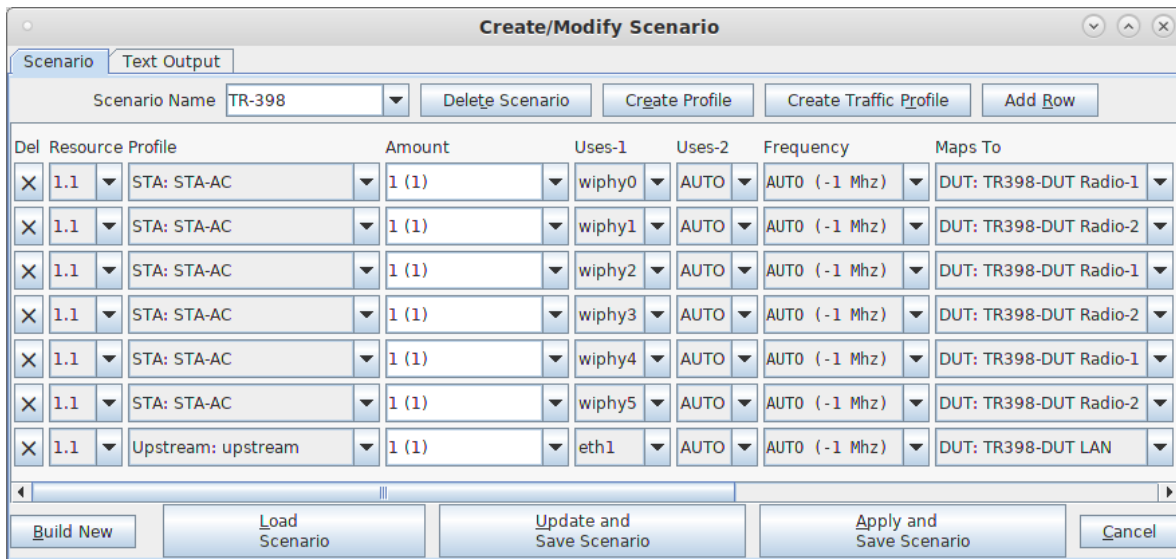 Create/Modify Scenario
Scenario Text Output
Scenario Name TR-398 Delete Scenario Create Profile Create Traffic Profile Add Row
Del Resource Profile Amount Uses-1 Uses-2 Frequency Maps To
1.1 STA: STA-AC 1 (1) wiphy0 AUTO AUTO (-1 Mhz) DUT: TR398-DUT Radio-1
1.1 STA: STA-AC 1 (1) wiphy1 AUTO AUTO (-1 Mhz) DUT: TR398-DUT Radio-2
1.1 STA: STA-AC 1 (1) wiphy2 AUTO AUTO (-1 Mhz) DUT: TR398-DUT Radio-1
1.1 STA: STA-AC 1 (1) wiphy3 AUTO AUTO (-1 Mhz) DUT: TR398-DUT Radio-2
1.1 STA: STA-AC 1 (1) wiphy4 AUTO AUTO (-1 Mhz) DUT: TR398-DUT Radio-1
1.1 STA: STA-AC 1 (1) wiphy5 AUTO AUTO (-1 Mhz) DUT: TR398-DUT Radio-2
1.1 Upstream: upstream 1 (1) eth1 AUTO AUTO (-1 Mhz) DUT: TR398-DUT LAN
Build New Load Scenario Update and Save Scenario Apply and Save Scenario Cancel